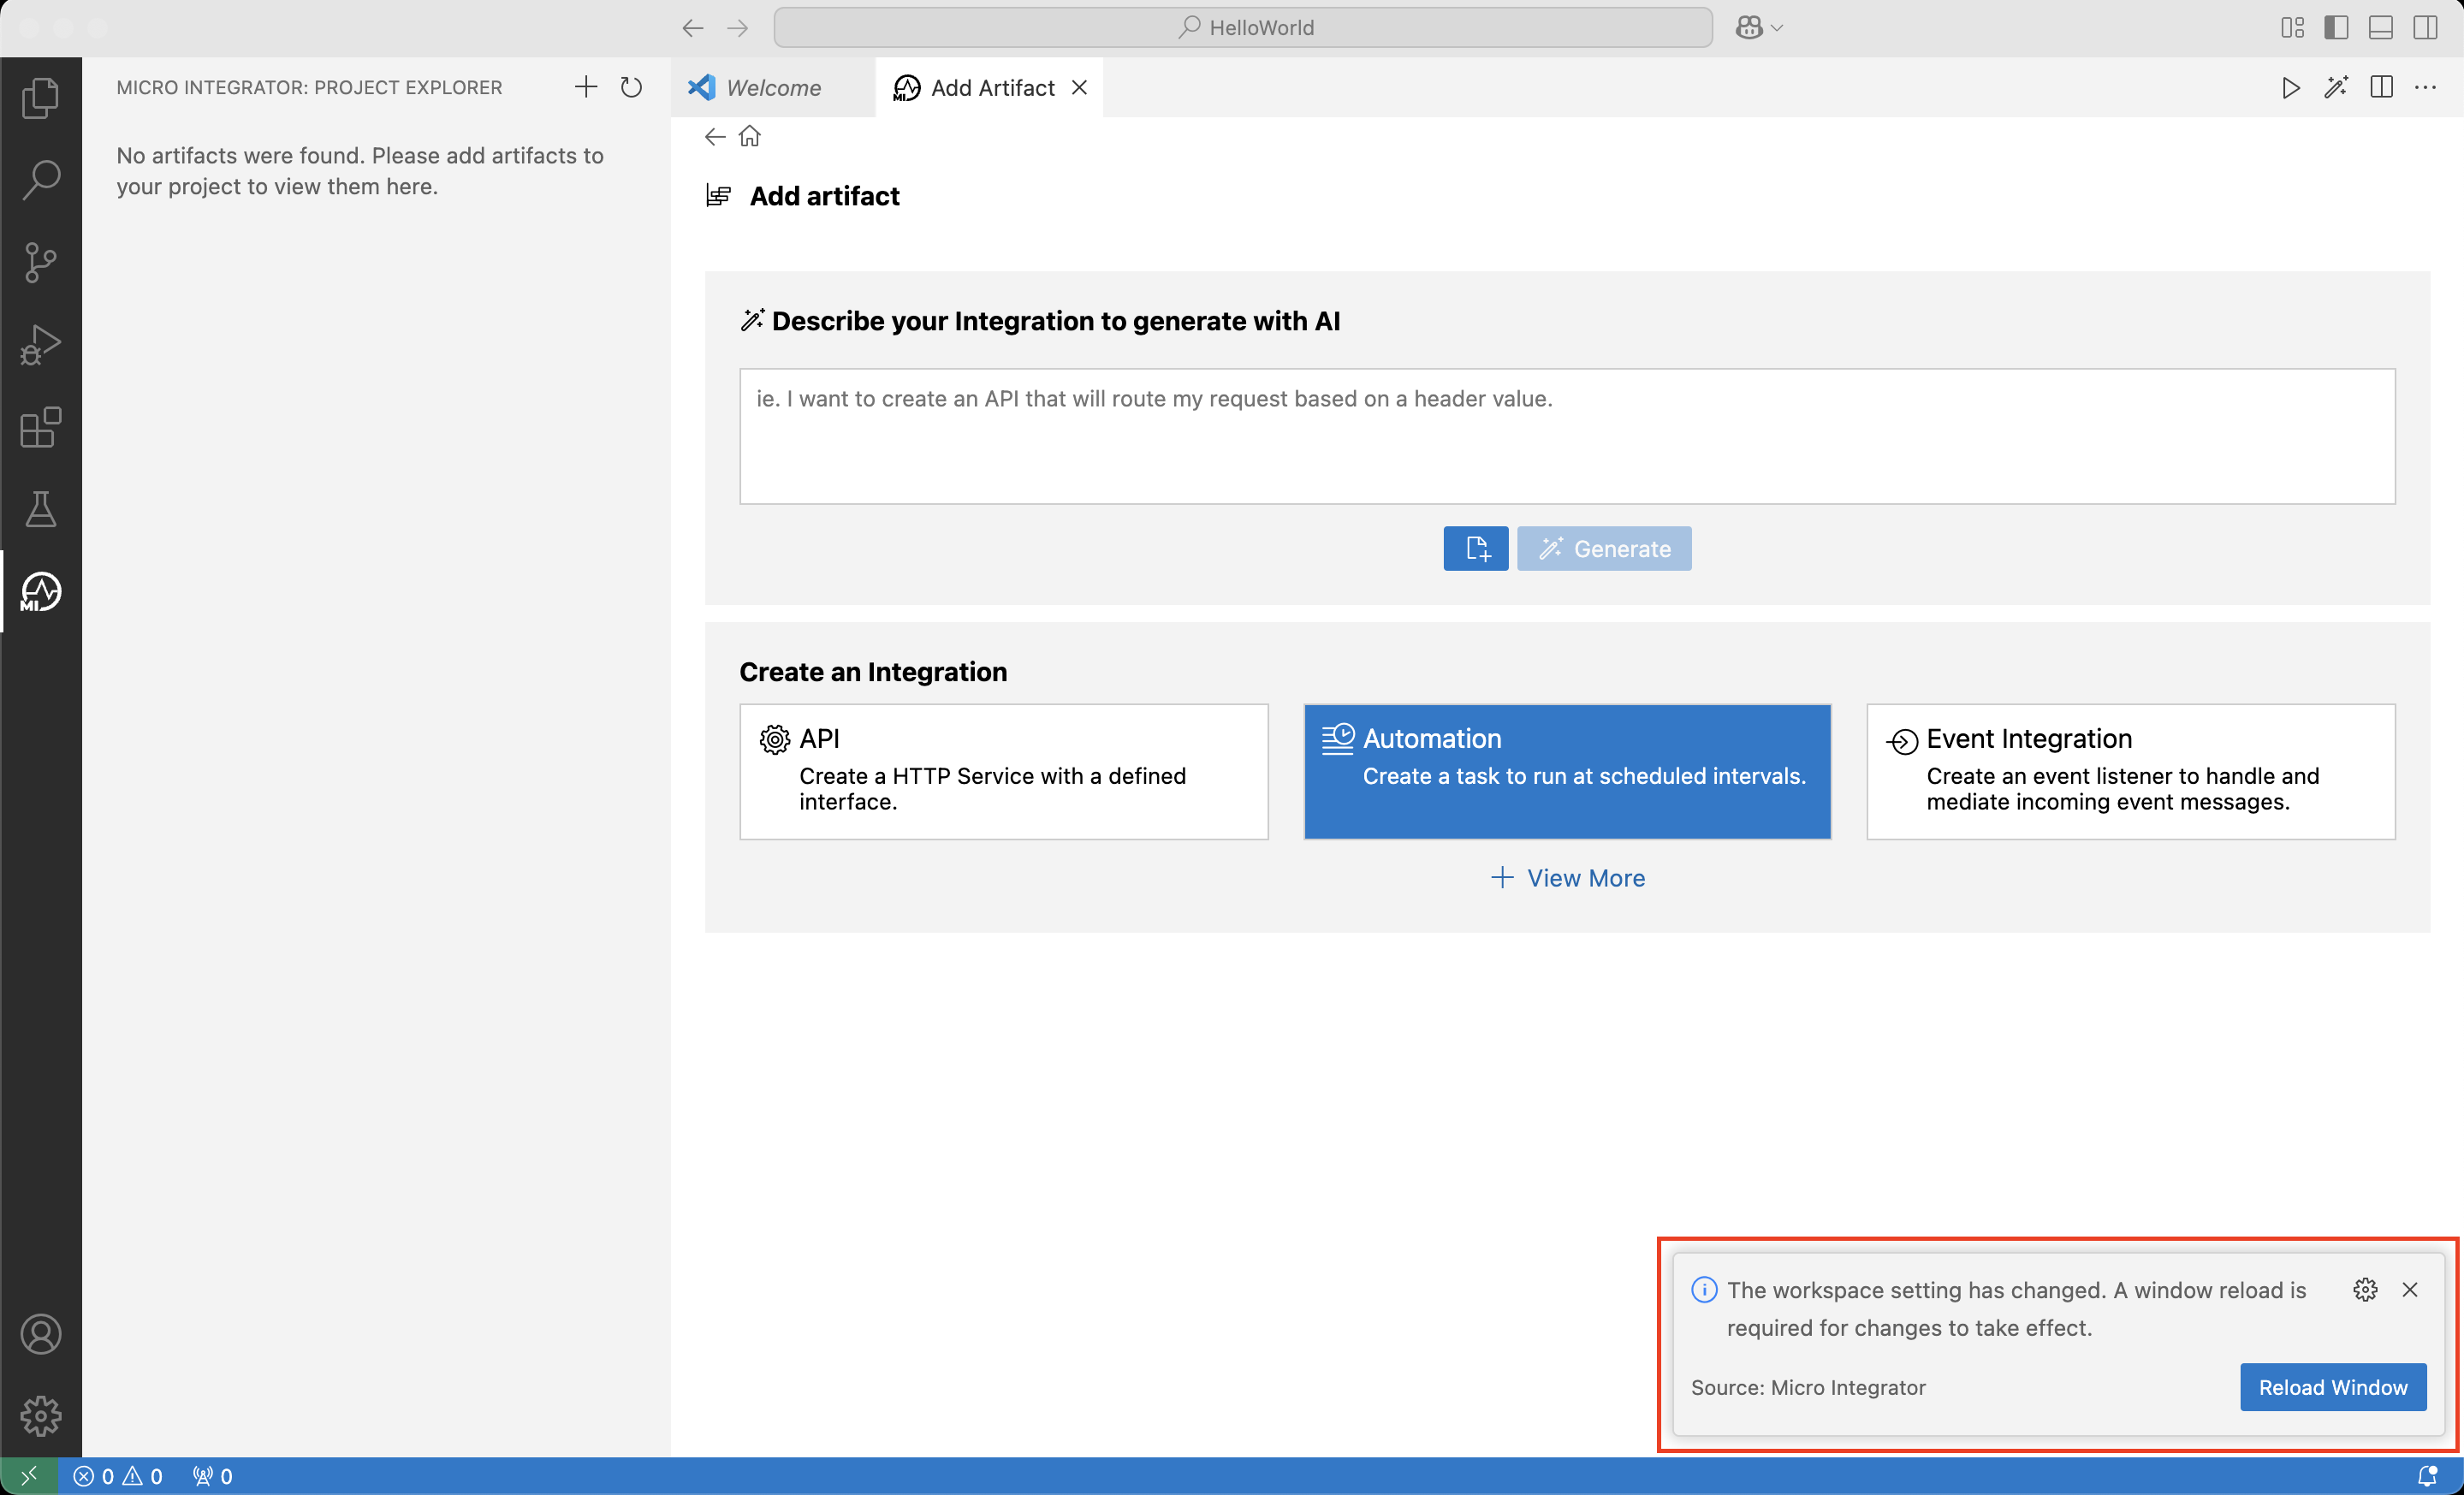 HelloWorld
MICRO INTEGRATOR: PROJECT EXPLORER
Welcome
Add Artifact
No artifacts were found. Please add artifacts to
your project to view them here.
Add artifact
Describe your Integration to generate with AI
ie. I want to create an API that will route my request based on a header value.
Generate
Create an Integration
API
Create a HTTP Service with a defined
interface.
Automation
Create a task to run at scheduled intervals.
Event Integration
Create an event listener to handle and
mediate incoming event messages.
View More
MI
The workspace setting has changed. A window reload is
required for changes to take effect.
Source: Micro Integrator
Reload Window
0 0 0